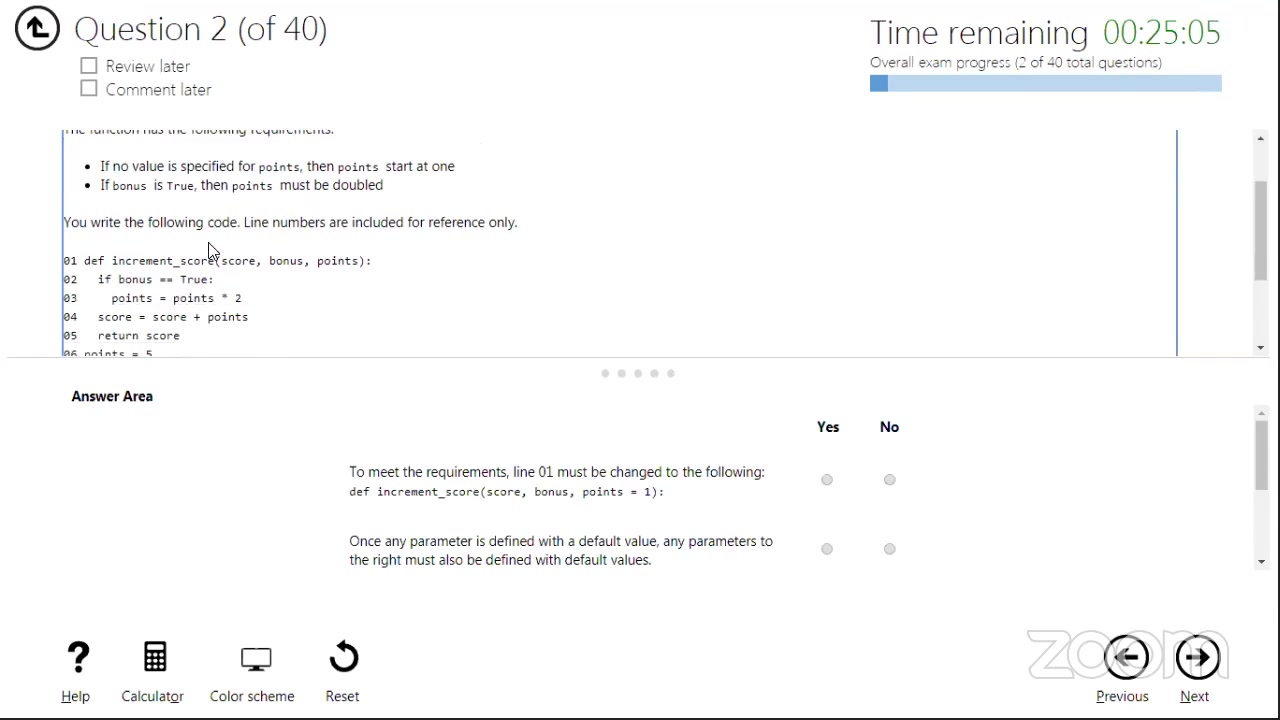 Question 2 (of 40)
Review later
Comment later
Time remaining 00:25:05
Overall exam progress (2 of 40 total questions)
The function has the following requirements:
• If no value is specified for points, then points start at one
• If bonus is True, then points must be doubled
You write the following code. Line numbers are included for reference only.
01 def increment_score(score, bonus, points):
02 if bonus == True:
03 points = points * 2
04 score = score + points
05 return score
06 points = 5
Answer Area
Yes No
To meet the requirements, line 01 must be changed to the following:
def increment_score(score, bonus, points = 1):
Once any parameter is defined with a default value, any parameters to
the right must also be defined with default values.
Help
Calculator
Color scheme
Reset
zoom
Previous
Next